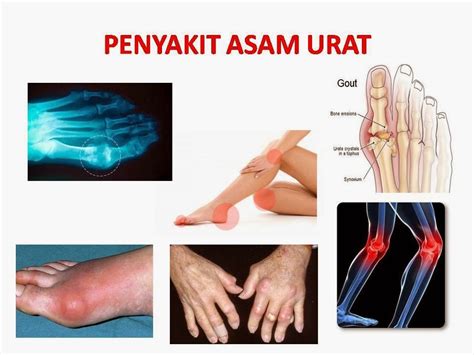 PENYAKIT ASAM URAT
Gout
Bone erosions
Urate crystals
in a tophus
Synovium